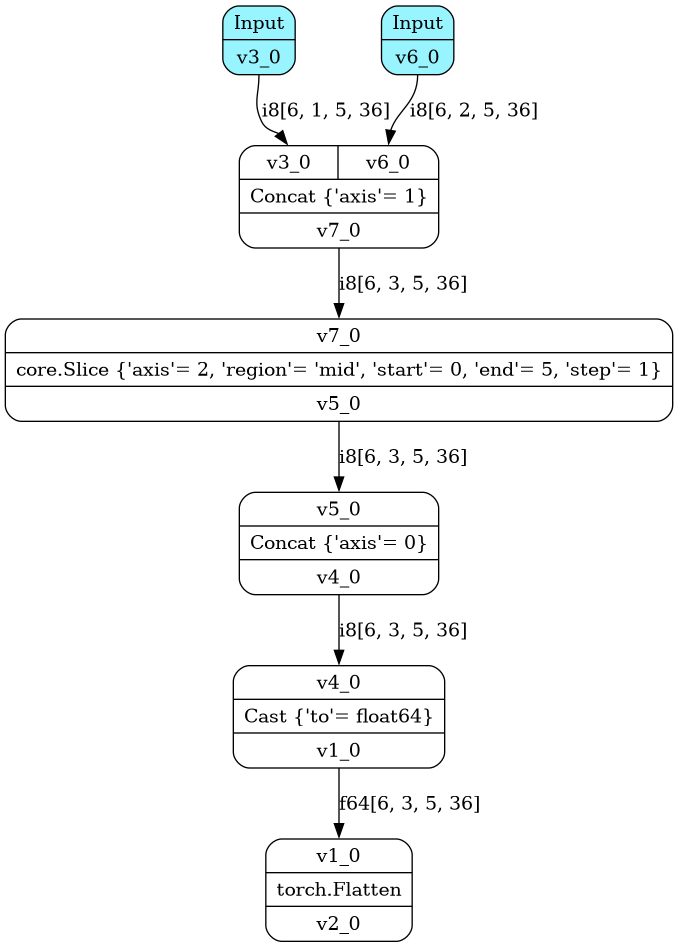 Input
v3_0
Input
v6_0
i8[6, 1, 5, 36]
i8[6, 2, 5, 36]
v3_0
v6_0
Concat {'axis'= 1}
v7_0
i8[6, 3, 5, 36]
v7_0
core.Slice {'axis'= 2, 'region'= 'mid', 'start'= 0, 'end'= 5, 'step'= 1}
v5_0
i8[6, 3, 5, 36]
v5_0
Concat {'axis'= 0}
v4_0
i8[6, 3, 5, 36]
v4_0
Cast {'to'= float64}
v1_0
f64[6, 3, 5, 36]
v1_0
torch.Flatten
v2_0